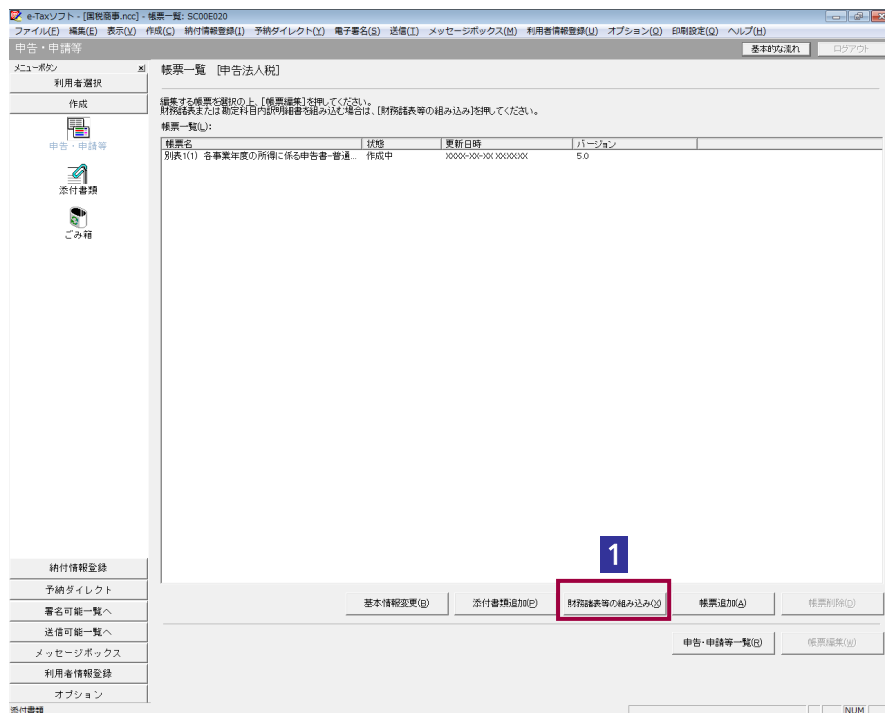 e-Taxソフト - [国税商事.ncc] - 帳票一覧: SC00E020
ファイル(F) 編集(E) 表示(V) 作成(C) 納付情報登録(I) 予納ダイレクト(Y) 電子署名(S) 送信(T) メッセージボックス(M) 利用者情報登録(U) オプション(O) 印刷設定(Q) ヘルプ(H)
申告・申請等 基本的な流れ ログアウト
メニューボタン
利用者選択
作成
申告・申請等
添付書類
ごみ箱
帳票一覧 [申告法人税]
編集する帳票を選択の上、[帳票編集]を押してください。
財務諸表または勘定科目内訳明細書を組み込む場合は、[財務諸表等の組み込み]を押してください。
帳票一覧(L):
帳票名 状態 更新日時 バージョン
別表1(1) 各事業年度の所得に係る申告書-普通... 作成中 XXXX-XX-XX XXXXXX 5.0
1
基本情報変更(B) 添付書類追加(P) 財務諸表等の組み込み(X) 帳票追加(A) 帳票削除(D)
申告・申請等一覧(R) 帳票編集(W)
納付情報登録
予納ダイレクト
署名可能一覧へ
送信可能一覧へ
メッセージボックス
利用者情報登録
オプション
添付書類 NUM